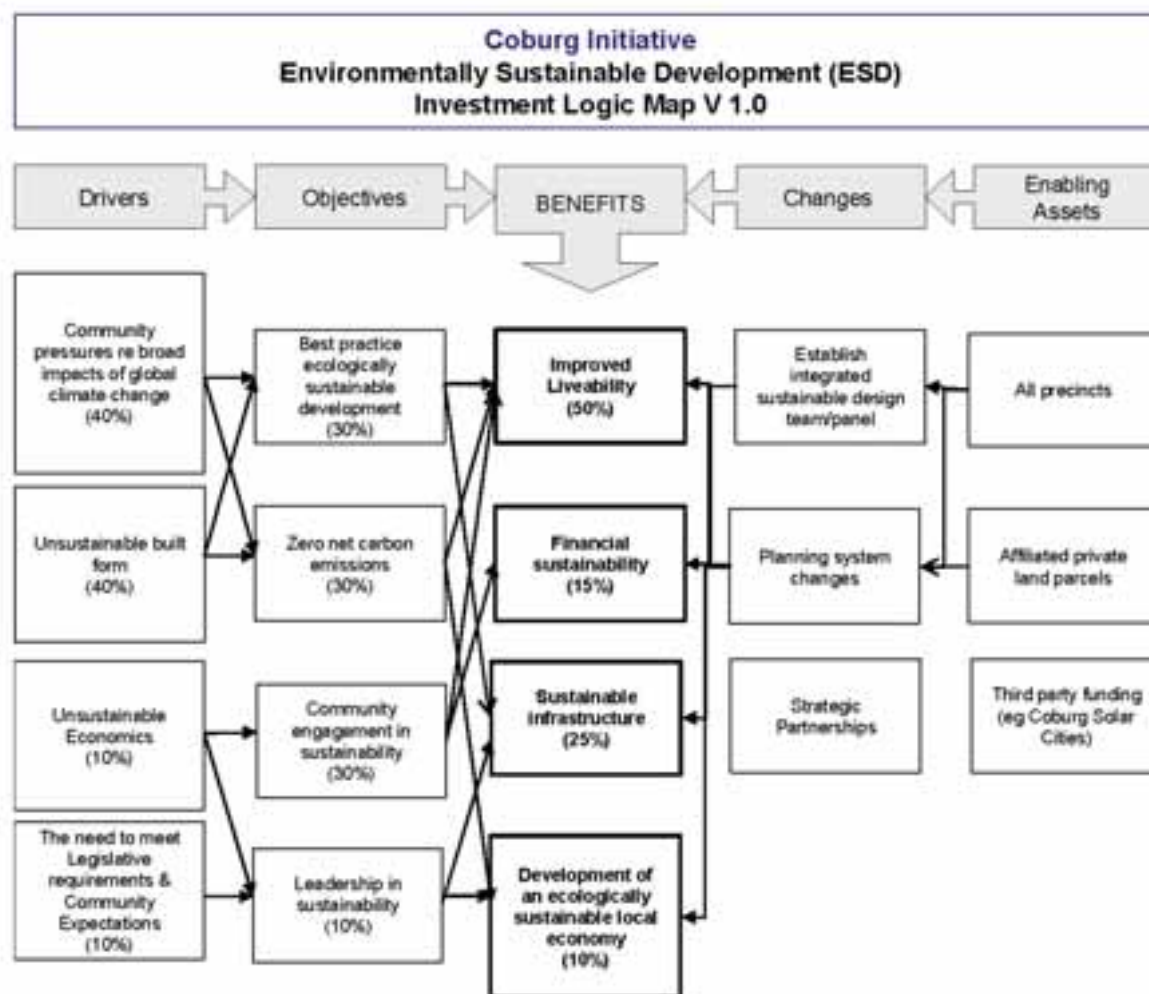 Coburg Initiative
Environmentally Sustainable Development (ESD)
Investment Logic Map V 1.0
Drivers
Objectives
BENEFITS
Changes
Enabling
Assets
Community
pressures re broad
impacts of global
climate change
(40%)
Unsustainable built
form
(40%)
Unsustainable
Economics
(10%)
The need to meet
Legislative
requirements &
Community
Expectations
(10%)
Best practice
ecologically
sustainable
development
(30%)
Zero net carbon
emissions
(30%)
Community
engagement in
sustainability
(30%)
Leadership in
sustainability
(10%)
Improved
Liveability
(50%)
Financial
sustainability
(15%)
Sustainable
infrastructure
(25%)
Development of
an ecologically
sustainable local
economy
(10%)
Establish
integrated
sustainable design
team/panel
Planning system
changes
Strategic
Partnerships
All precincts
Affiliated private
land parcels
Third party funding
(eg Coburg Solar
Cities)